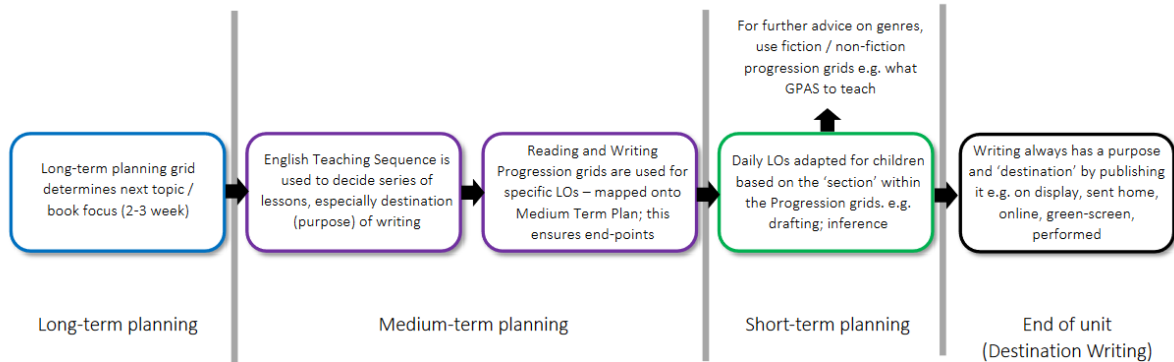 For further advice on genres,
use fiction / non-fiction
progression grids e.g. what
GPAS to teach
Long-term planning grid
determines next topic /
book focus (2-3 week)
English Teaching Sequence is
used to decide series of
lessons, especially destination
(purpose) of writing
Reading and Writing
Progression grids are used for
specific LOs – mapped onto
Medium Term Plan; this
ensures end-points
Daily LOs adapted for children
based on the ‘section’ within
the Progression grids. e.g.
drafting; inference
Writing always has a purpose
and ‘destination’ by publishing
it e.g. on display, sent home,
online, green-screen,
performed
Long-term planning
Medium-term planning
Short-term planning
End of unit
(Destination Writing)